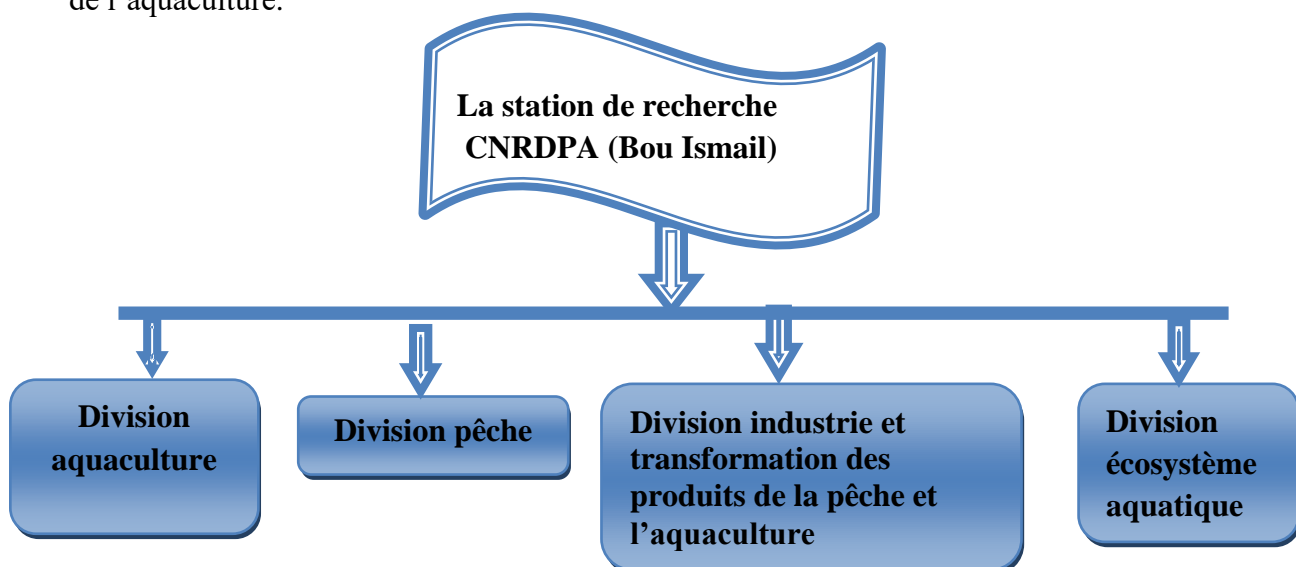 de l’aquaculture.
La station de recherche
CNRDPA (Bou Ismail)
Division
aquaculture
Division pêche
Division industrie et
transformation des
produits de la pêche et
l’aquaculture
Division
écosystème
aquatique